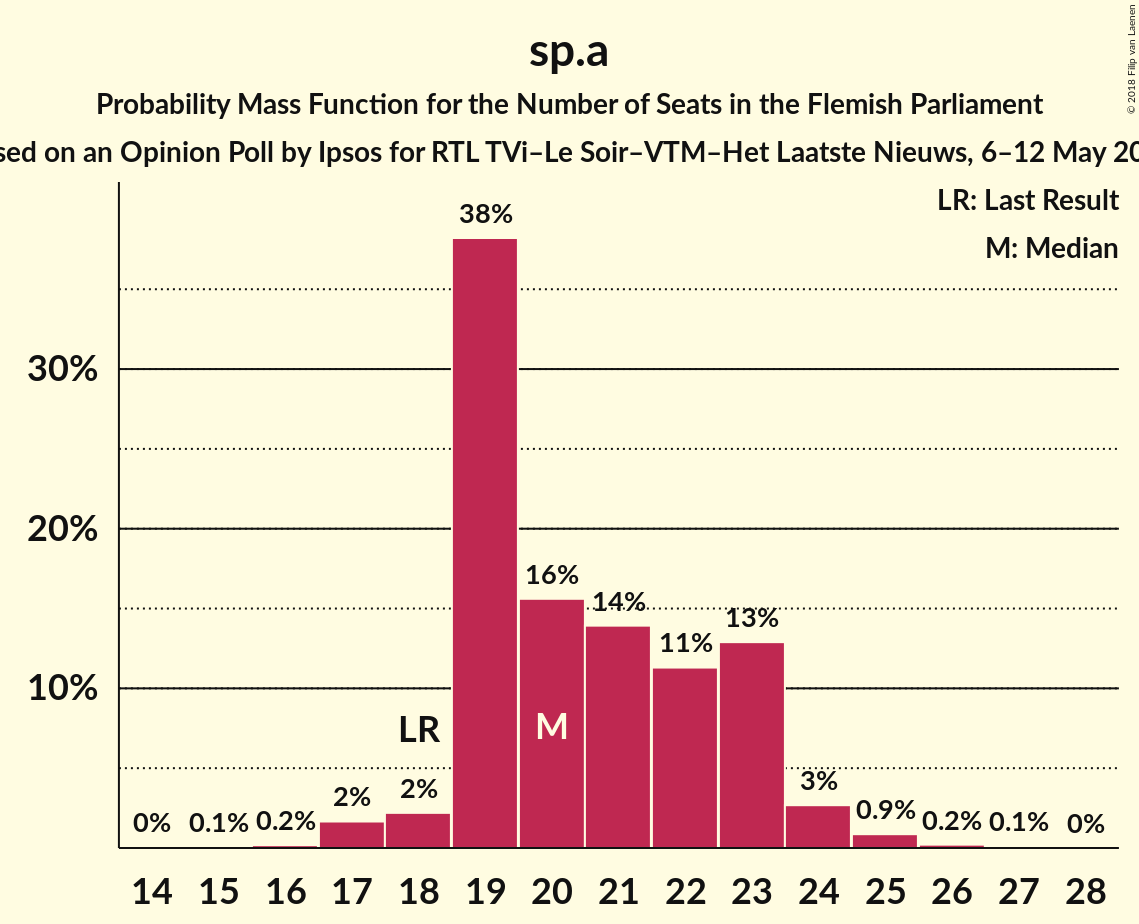 © 2018 Filip van Laenen
sp.a
Probability Mass Function for the Number of Seats in the Flemish Parliament
sed on an Opinion Poll by Ipsos for RTL TVi–Le Soir–VTM–Het Laatste Nieuws, 6–12 May 20
LR: Last Result
M: Median
38%
30%
20%
16%
14%
13%
11%
10%
LR
M
3%
2%
2%
0%
0.1%
0.2%
0.9%
0.2%
0.1%
0%
14 15 16 17 18 19 20 21 22 23 24 25 26 27 28